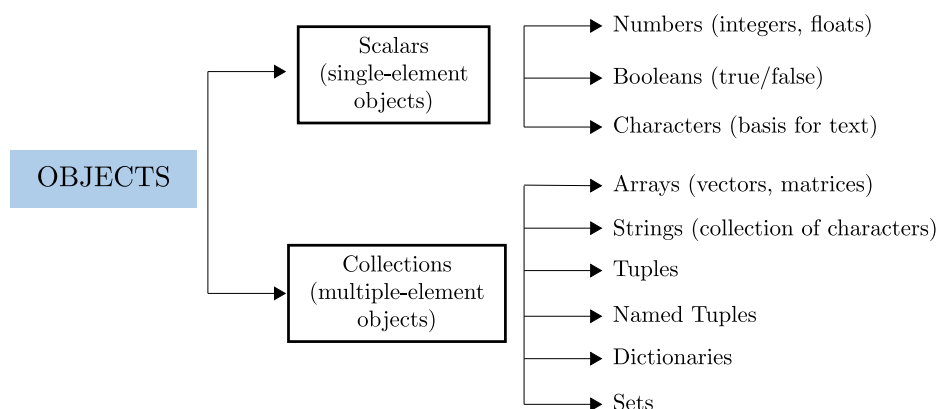 OBJECTS
Scalars
(single-element
objects)
Numbers (integers, floats)
Booleans (true/false)
Characters (basis for text)
Collections
(multiple-element
objects)
Arrays (vectors, matrices)
Strings (collection of characters)
Tuples
Named Tuples
Dictionaries
Sets